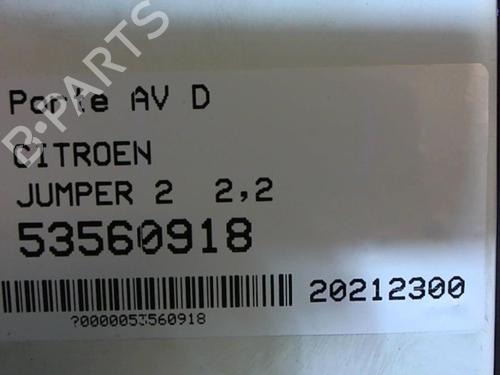 B-PARTS
Porte AV D
CITROEN
JUMPER 2 2,2
53560918
20212300
?0000053560918